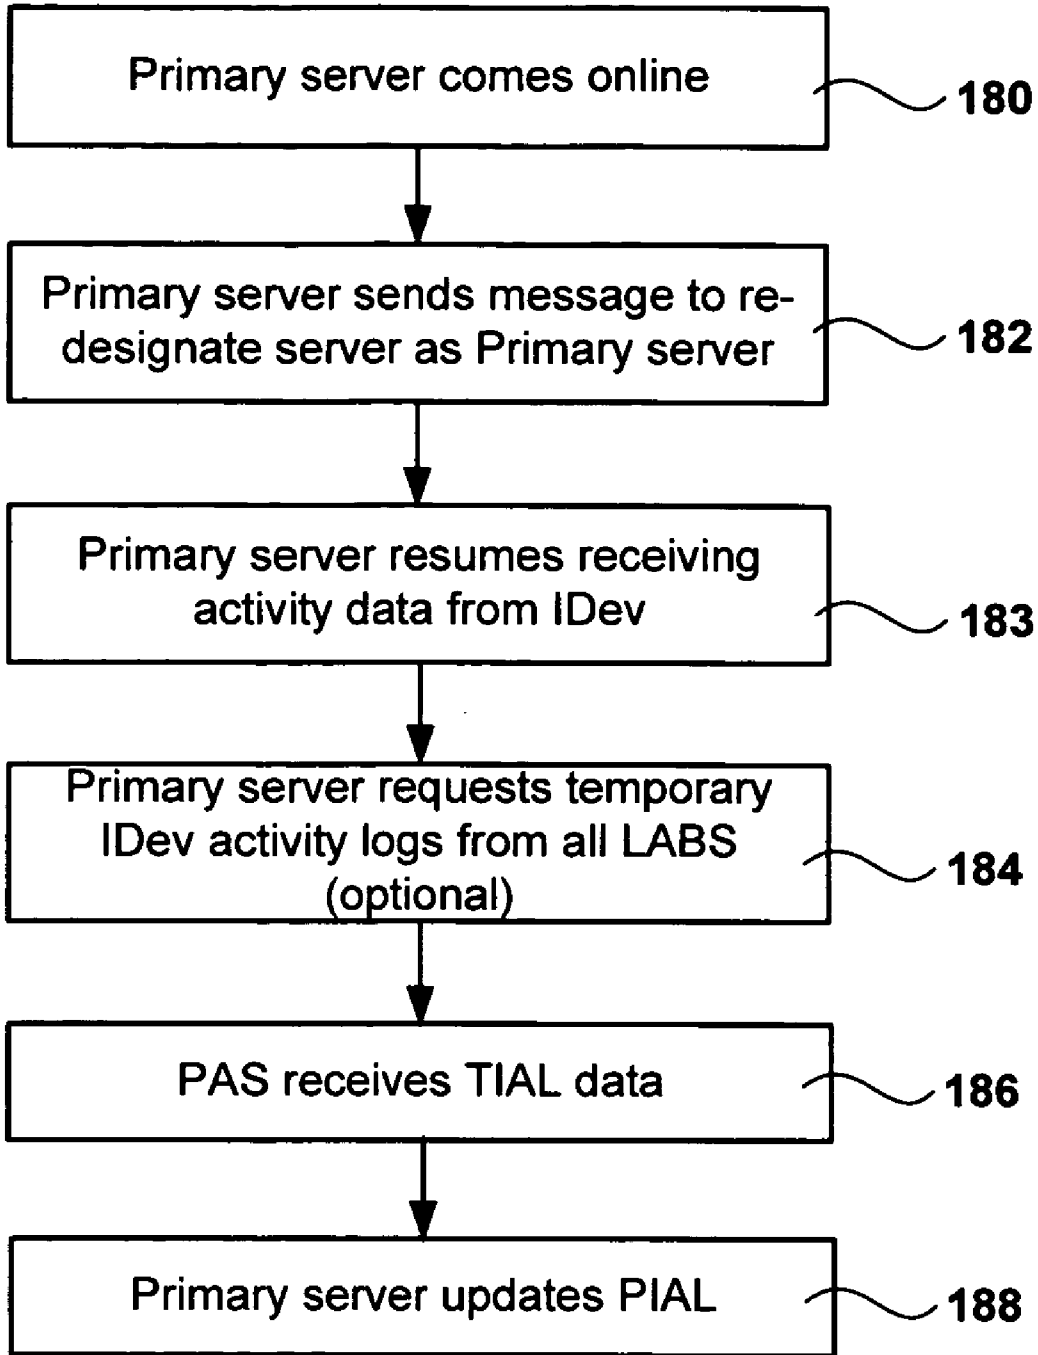 Primary server comes online
180
Primary server sends message to re-
designate server as Primary server
182
Primary server resumes receiving
activity data from IDev
183
Primary server requests temporary
IDev activity logs from all LABS
(optional)
184
PAS receives TIAL data
186
Primary server updates PIAL
188